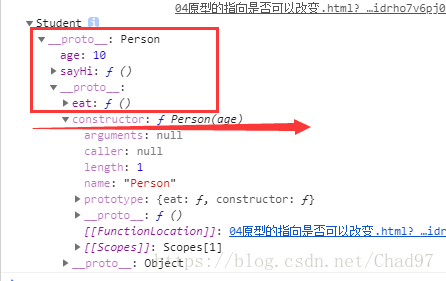 04原型的指向是否可以改变.html? …idrho7v6pj0
▼Student i
▼__proto__: Person
age: 10
▶sayHi: ƒ ()
▼__proto__:
▶eat: ƒ ()
▼constructor: ƒ Person(age)
arguments: null
caller: null
length: 1
name: "Person"
▶prototype: {eat: ƒ, constructor: ƒ}
▶__proto__: ƒ ()
[[FunctionLocation]]: 04原型的指向是否可以改变.html? …idr
▶[[Scopes]]: Scopes[1]
▶__proto__: Object
https://blog.csdn.net/Chad97